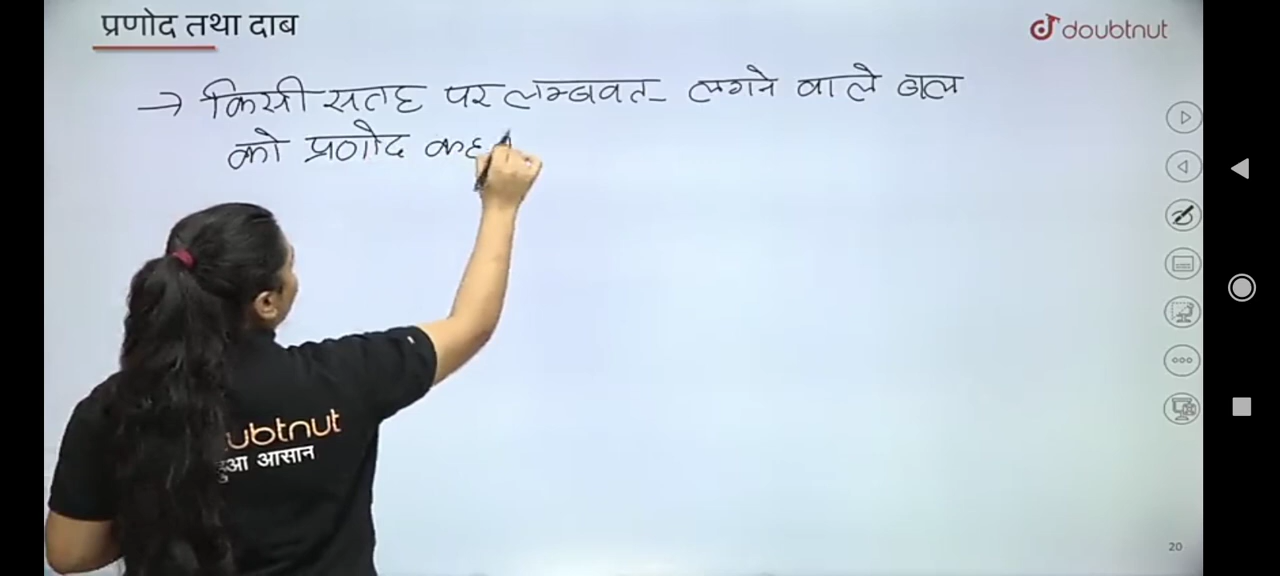 प्रणोद तथा दाब
doubtnut
→ किसी सतह पर लम्बवत लगने वाले बल
को प्रणोद कह
ubtnut
हुआ आसान
20